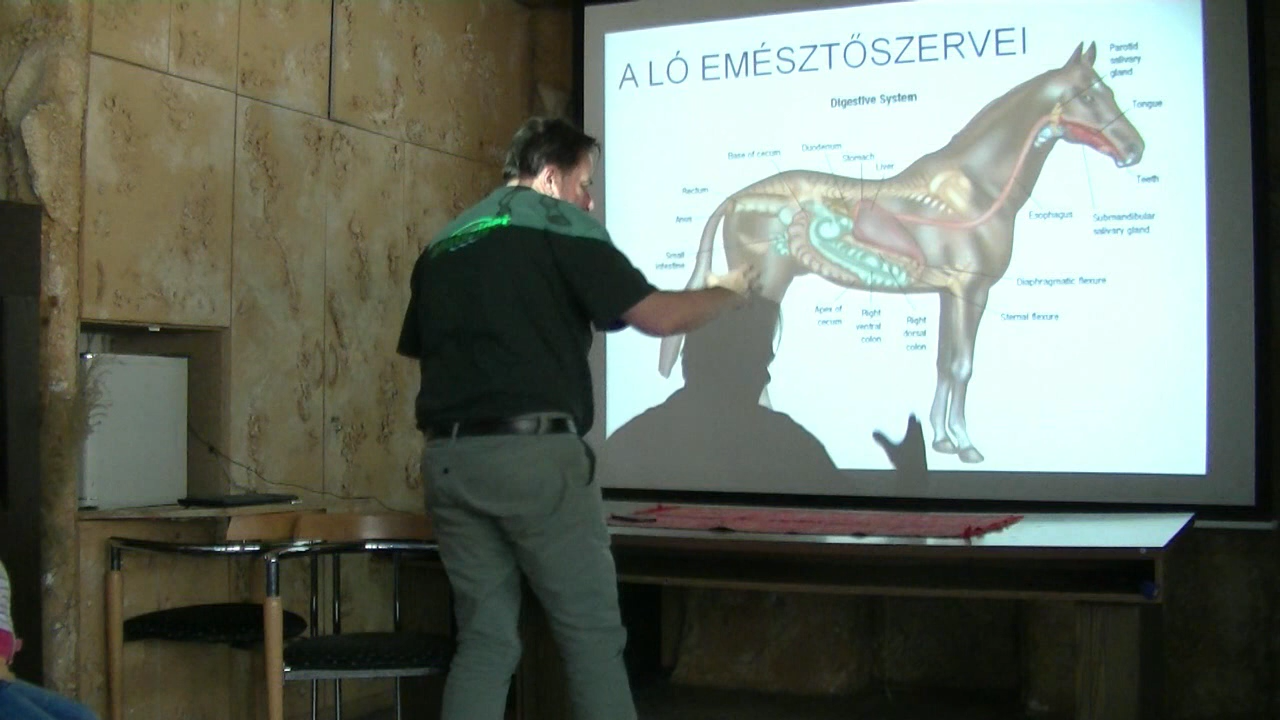 A LÓ EMÉSZTŐSZERVEI
Digestive System
Parotid
salivary
gland
Tongue
Teeth
Base of cecum
Duodenum
Stomach
Liver
Rectum
Anus
Small
intestine
Esophagus
Submandibular
salivary gland
Diaphragmatic flexure
Sternal flexure
Apex of
cecum
Right
ventral
colon
Right
dorsal
colon